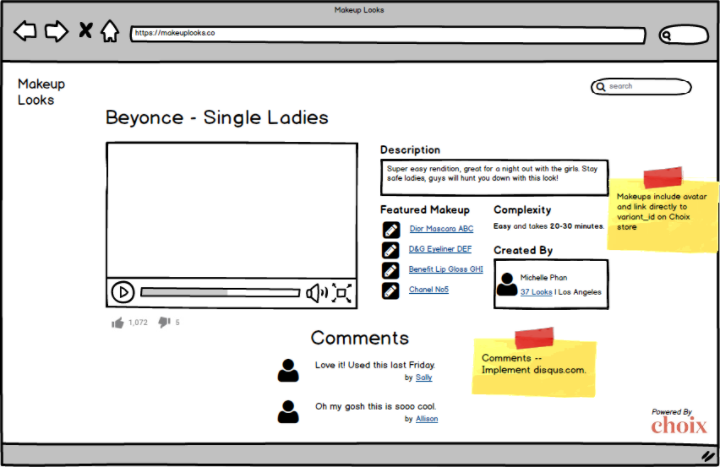 Makeup Looks
https://makeuplooks.co
Makeup
Looks
search
Beyonce - Single Ladies
Description
Super easy rendition, great for a night out with the girls. Stay
safe ladies, guys will hunt you down with this look!
Featured Makeup
Dior Mascara ABC
D&G Eyeliner DEF
Benefit Lip Gloss GHI
Chanel No5
Complexity
Easy and takes 20-30 minutes.
Created By
Michelle Phan
37 Looks | Los Angeles
Makeups include avatar
and link directly to
variant_id on Choix
store
1,072
5
Comments
Love it! Used this last Friday.
by Sally
Oh my gosh this is sooo cool.
by Allison
Comments --
Implement disqus.com.
Powered By
choix